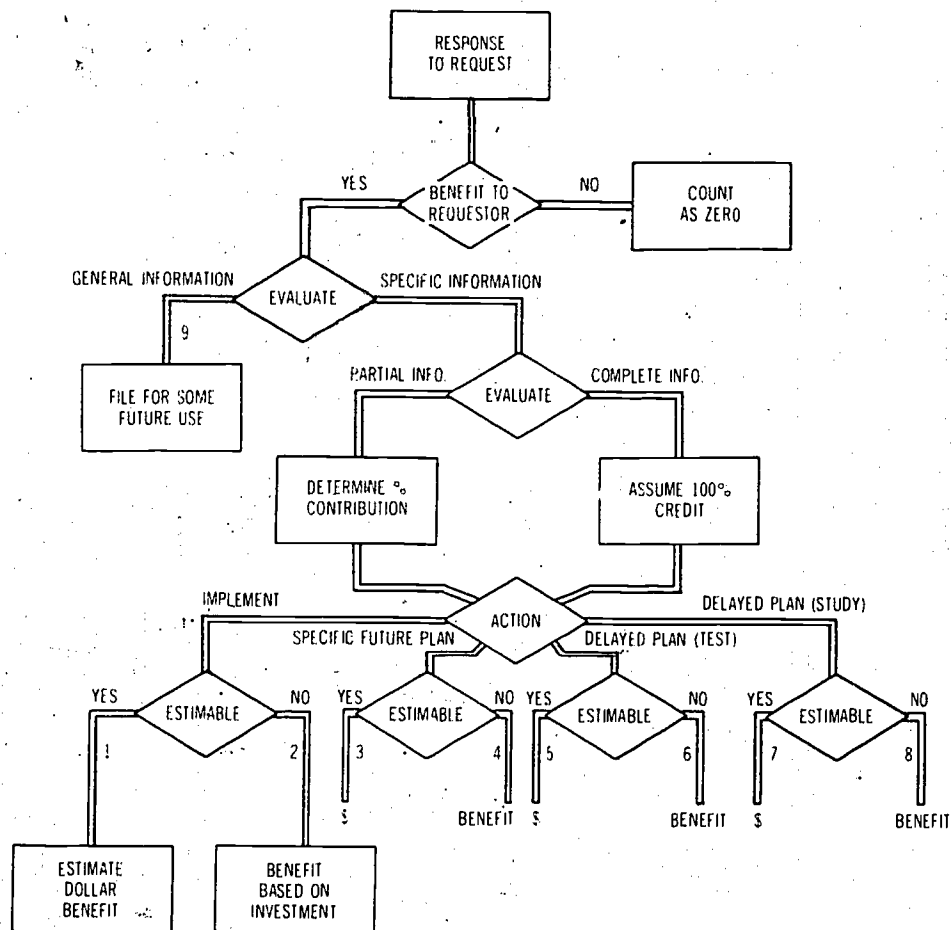 RESPONSE
TO REQUEST
YES
BENEFIT TO
REQUESTOR
NO
COUNT
AS ZERO
GENERAL INFORMATION
EVALUATE
SPECIFIC INFORMATION
9
FILE FOR SOME
FUTURE USE
PARTIAL INFO.
EVALUATE
COMPLETE INFO.
DETERMINE %
CONTRIBUTION
ASSUME 100%
CREDIT
IMPLEMENT
ACTION
DELAYED PLAN (STUDY)
SPECIFIC FUTURE PLAN
DELAYED PLAN (TEST)
YES
ESTIMABLE
NO
YES
ESTIMABLE
NO
YES
ESTIMABLE
NO
YES
ESTIMABLE
NO
1
2
3
4
5
6
7
8
$
BENEFIT
$
BENEFIT
$
BENEFIT
ESTIMATE
DOLLAR
BENEFIT
BENEFIT
BASED ON
INVESTMENT